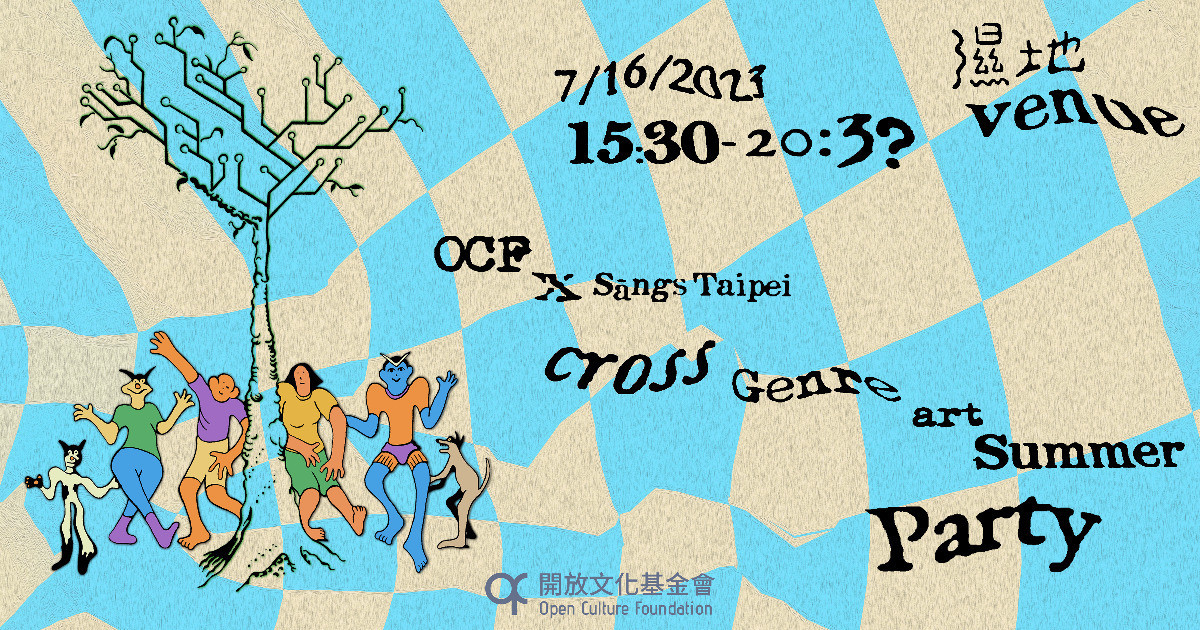 7/16/2023
15:30-20:3?
濕地
venue
OCF
X Sāngs Taipei
cross
Genre
art
Summer
Party
開放文化基金會
Open Culture Foundation